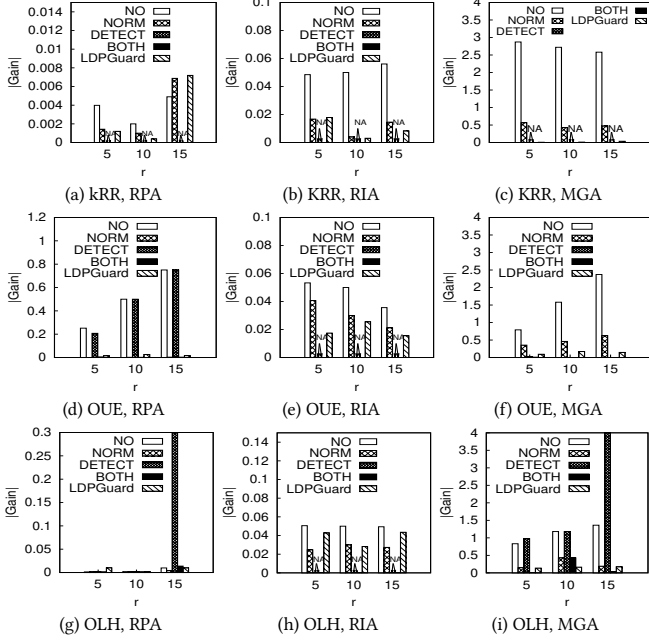 0.014
0.012
0.01
0.008
0.006
0.004
0.002
0
|Gain|
NO
NORM
DETECT
BOTH
LDPGuard
NA
NA
NA
5 10 15
r
(a) kRR, RPA
0.1
0.08
0.06
0.04
0.02
0
|Gain|
NO
NORM
DETECT
BOTH
LDPGuard
NA
NA
NA
5 10 15
r
(b) KRR, RIA
3.5
3
2.5
2
1.5
1
0.5
0
|Gain|
NO
NORM
DETECT
BOTH
LDPGuard
NA
NA
NA
5 10 15
r
(c) KRR, MGA
1.2
1
0.8
0.6
0.4
0.2
0
|Gain|
NO
NORM
DETECT
BOTH
LDPGuard
5 10 15
r
(d) OUE, RPA
0.1
0.08
0.06
0.04
0.02
0
|Gain|
NO
NORM
DETECT
BOTH
LDPGuard
NA
NA
NA
5 10 15
r
(e) OUE, RIA
4
3.5
3
2.5
2
1.5
1
0.5
0
|Gain|
NO
NORM
DETECT
BOTH
LDPGuard
5 10 15
r
(f) OUE, MGA
0.3
0.25
0.2
0.15
0.1
0.05
0
|Gain|
NO
NORM
DETECT
BOTH
LDPGuard
5 10 15
r
(g) OLH, RPA
0.14
0.12
0.1
0.08
0.06
0.04
0.02
0
|Gain|
NO
NORM
DETECT
BOTH
LDPGuard
NA
NA
NA
5 10 15
r
(h) OLH, RIA
4
3.5
3
2.5
2
1.5
1
0.5
0
|Gain|
NO
NORM
DETECT
BOTH
LDPGuard
5 10 15
r
(i) OLH, MGA